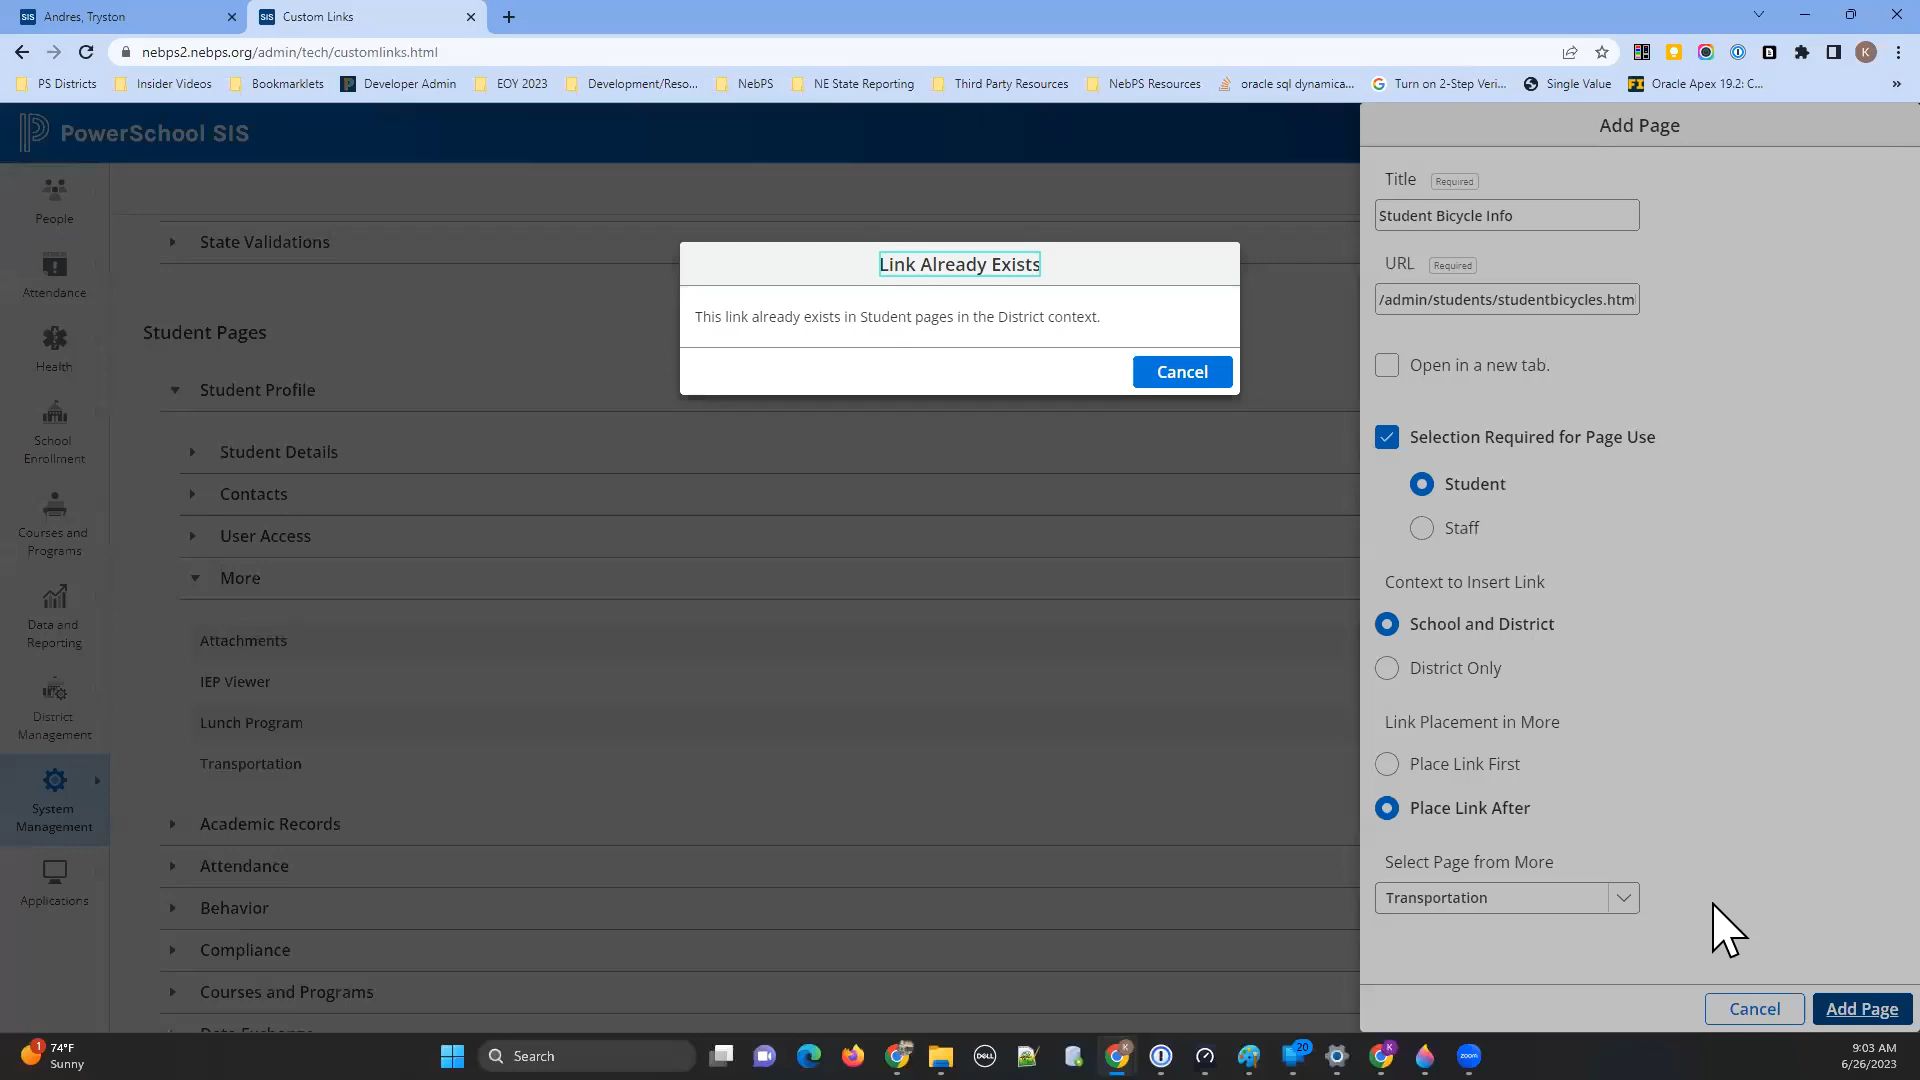 Andres, Tryston
Custom Links
nebps2.nebps.org/admin/tech/customlinks.html
K
PS Districts
Insider Videos
Bookmarklets
Developer Admin
EOY 2023
Development/Reso...
NebPS
NE State Reporting
Third Party Resources
NebPS Resources
oracle sql dynamica...
Turn on 2-Step Veri...
Single Value
Oracle Apex 19.2: C...
»
PowerSchool SIS
People
Attendance
Health
School
Enrollment
Courses and
Programs
Data and
Reporting
District
Management
System
Management
Applications
State Validations
Student Pages
Student Profile
Student Details
Contacts
User Access
More
Attachments
IEP Viewer
Lunch Program
Transportation
Academic Records
Attendance
Behavior
Compliance
Courses and Programs
Link Already Exists
This link already exists in Student pages in the District context.
Cancel
Add Page
Title Required
Student Bicycle Info
URL Required
/admin/students/studentbicycles.htm
Open in a new tab.
Selection Required for Page Use
Student
Staff
Context to Insert Link
School and District
District Only
Link Placement in More
Place Link First
Place Link After
Select Page from More
Transportation
Cancel
Add Page
1
74°F
Sunny
Search
DELL
20
K
zoom
9:03 AM
6/26/2023